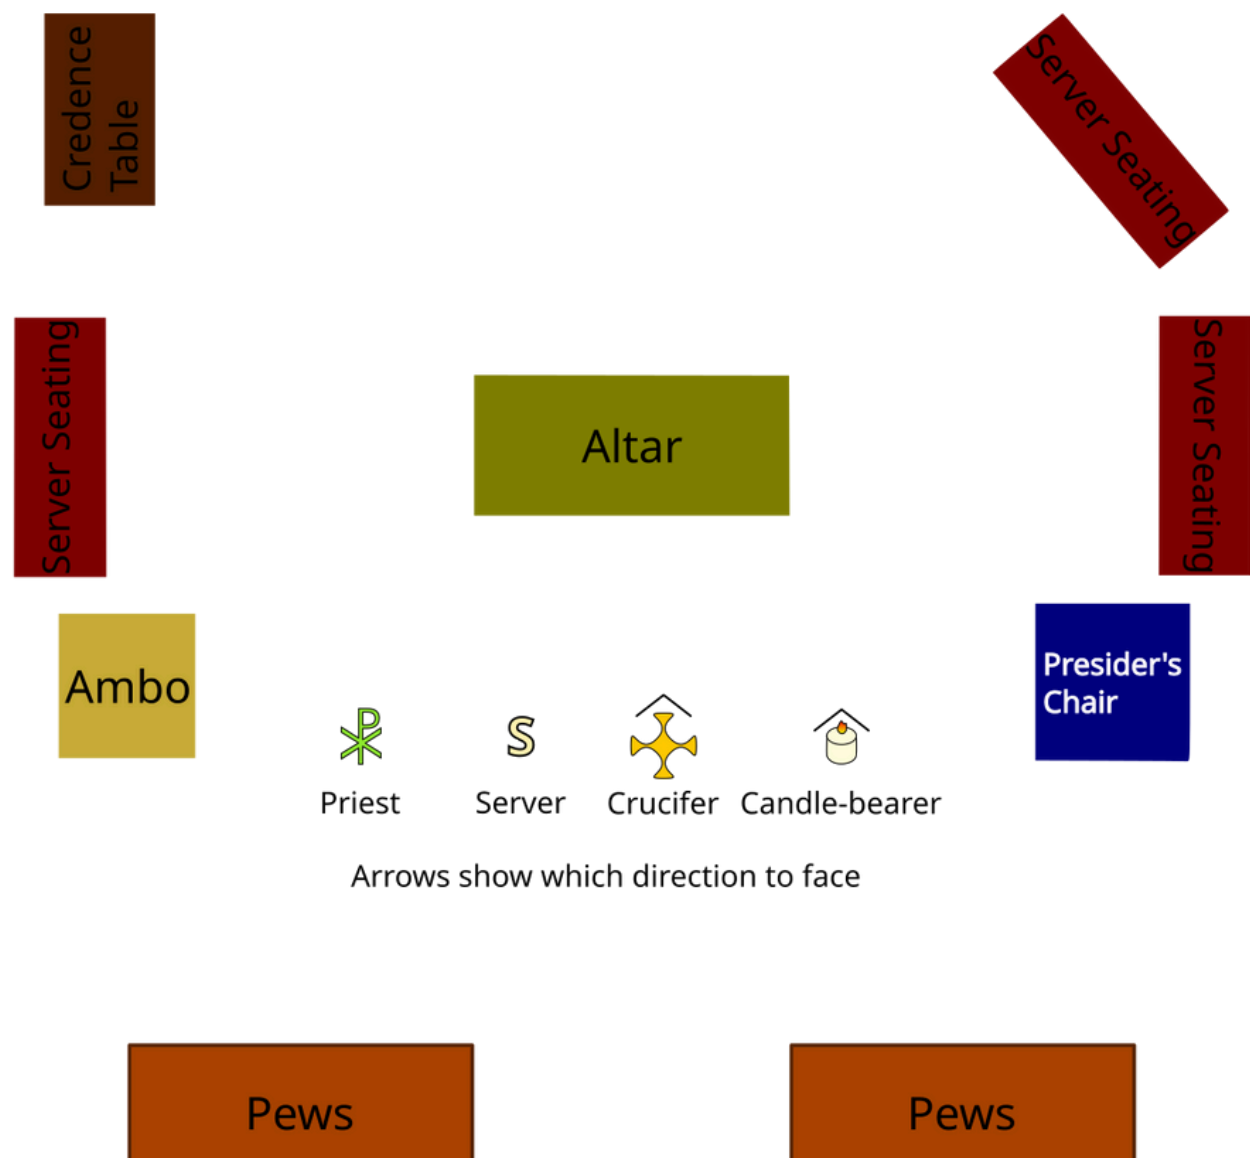 Credence
Table
Server Seating
Server Seating
Altar
Server Seating
Ambo
Presider's
Chair
S
Priest
Server
Crucifer
Candle-bearer
Arrows show which direction to face
Pews
Pews